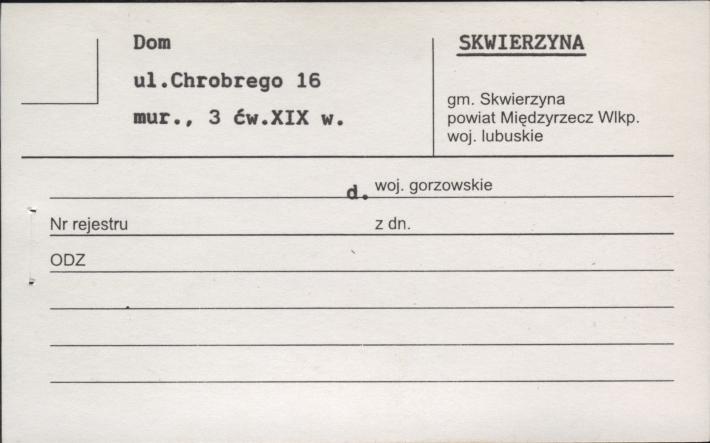 Dom
ul.Chrobrego 16
mur., 3 ćw.XIX w.
SKWIERZYNA
gm. Skwierzyna
powiat Międzyrzecz Wlkp.
woj. lubuskie
d. woj. gorzowskie
Nr rejestru z dn.
ODZ